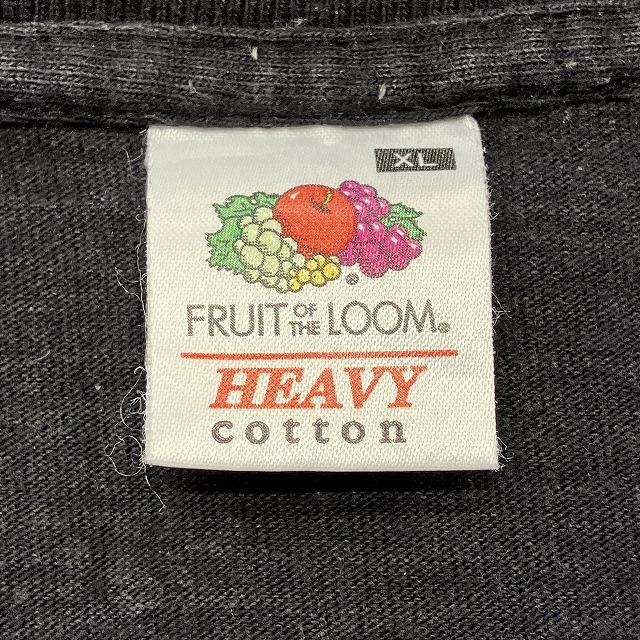 XL
FRUIT OF THE LOOM®
HEAVY
cotton